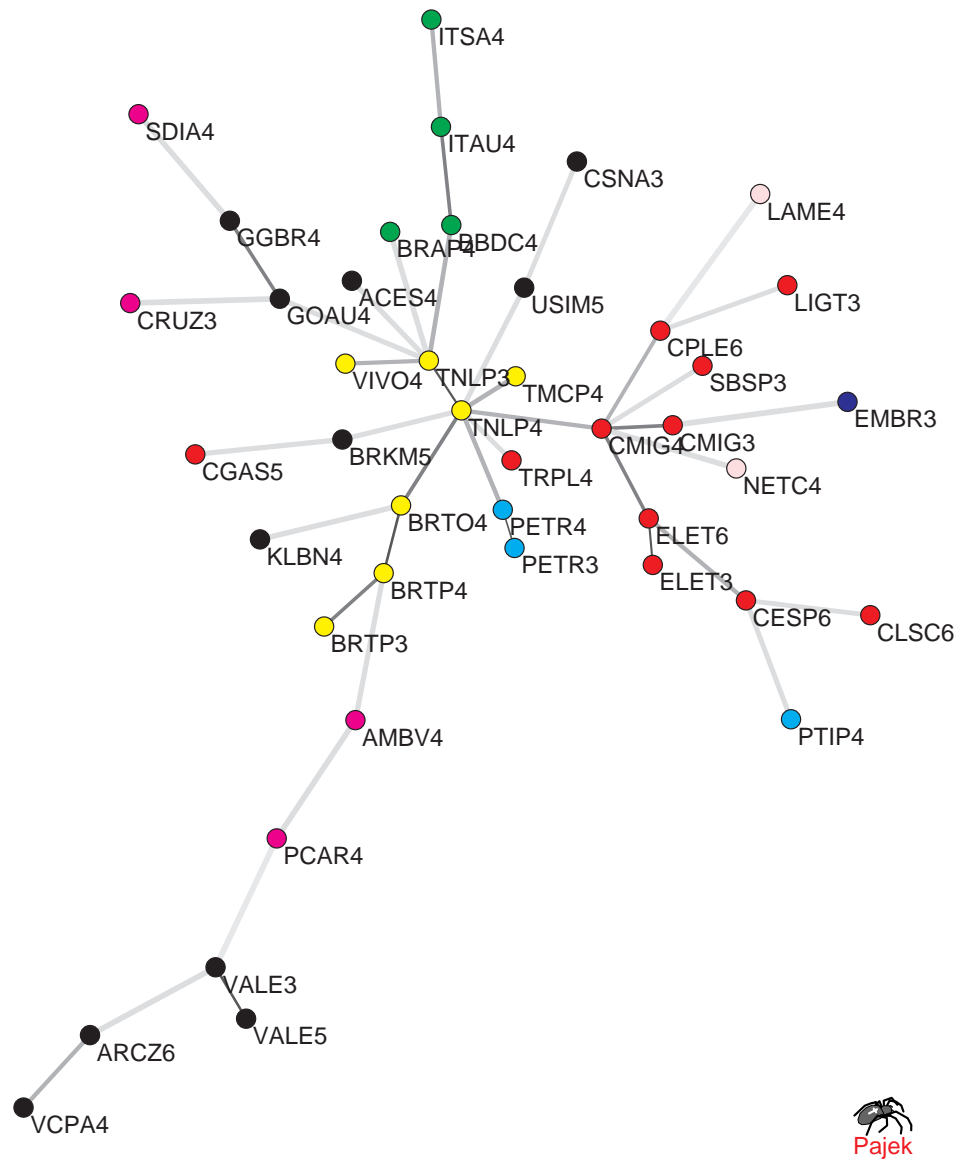 ITSA4
SDIA4
ITAU4
CSNA3
LAME4
GGBR4
BRAP4
BBDC4
ACES4
USIM5
LIGT3
CRUZ3
GOAU4
CPLE6
VIVO4
TNLP3
TMCP4
SBSP3
EMBR3
TNLP4
CMIG4
CMIG3
BRKM5
CGAS5
TRPL4
NETC4
BRTO4
PETR4
ELET6
KLBN4
PETR3
ELET3
BRTP4
CESP6
CLSC6
BRTP3
AMBV4
PTIP4
PCAR4
VALE3
VALE5
ARCZ6
VCPA4
Pajek